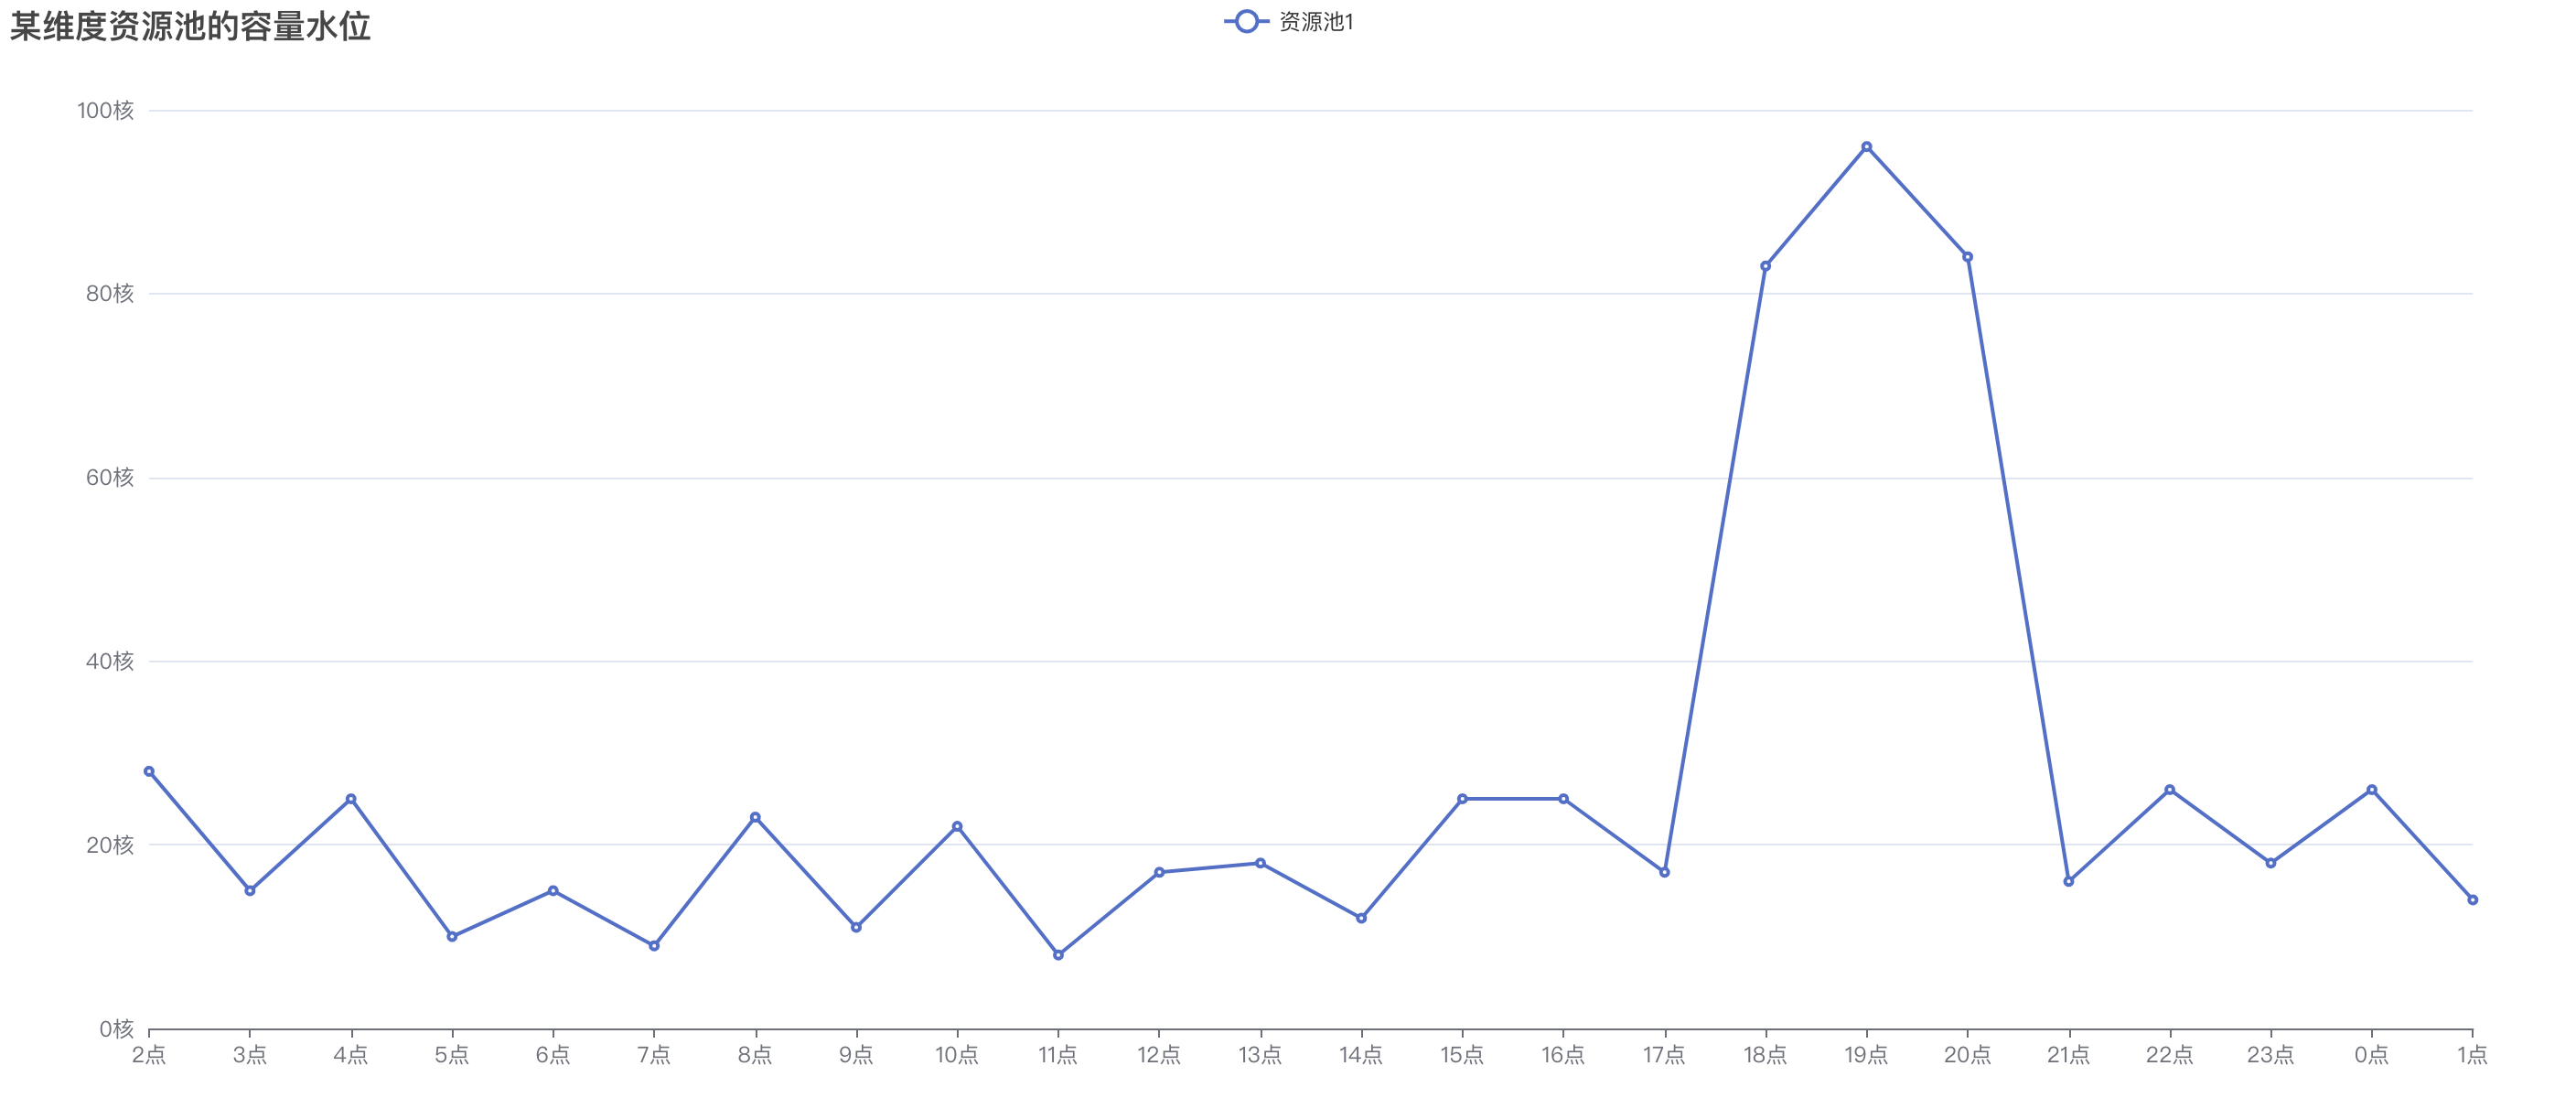 某维度资源池的容量水位
资源池1
100核
80核
60核
40核
20核
0核
2点 3点 4点 5点 6点 7点 8点 9点 10点 11点 12点 13点 14点 15点 16点 17点 18点 19点 20点 21点 22点 23点 0点 1点